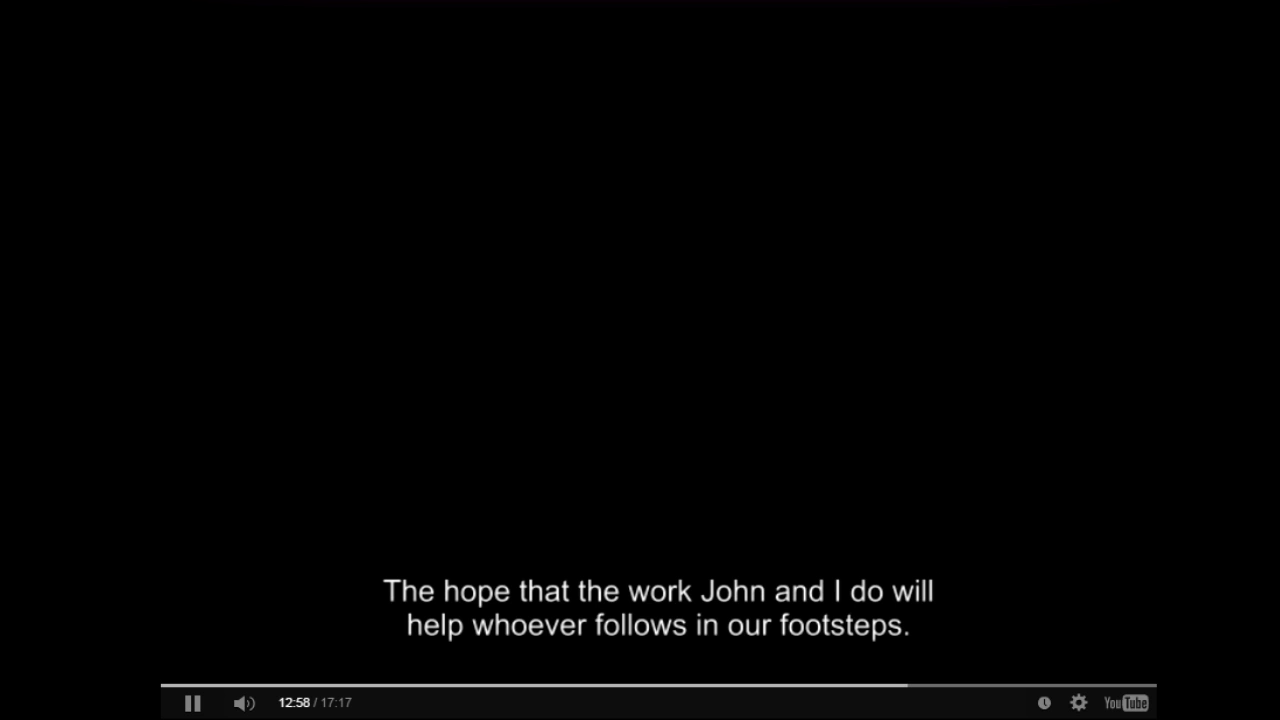 The hope that the work John and I do will
help whoever follows in our footsteps.
12:58 / 17:17 YouTube